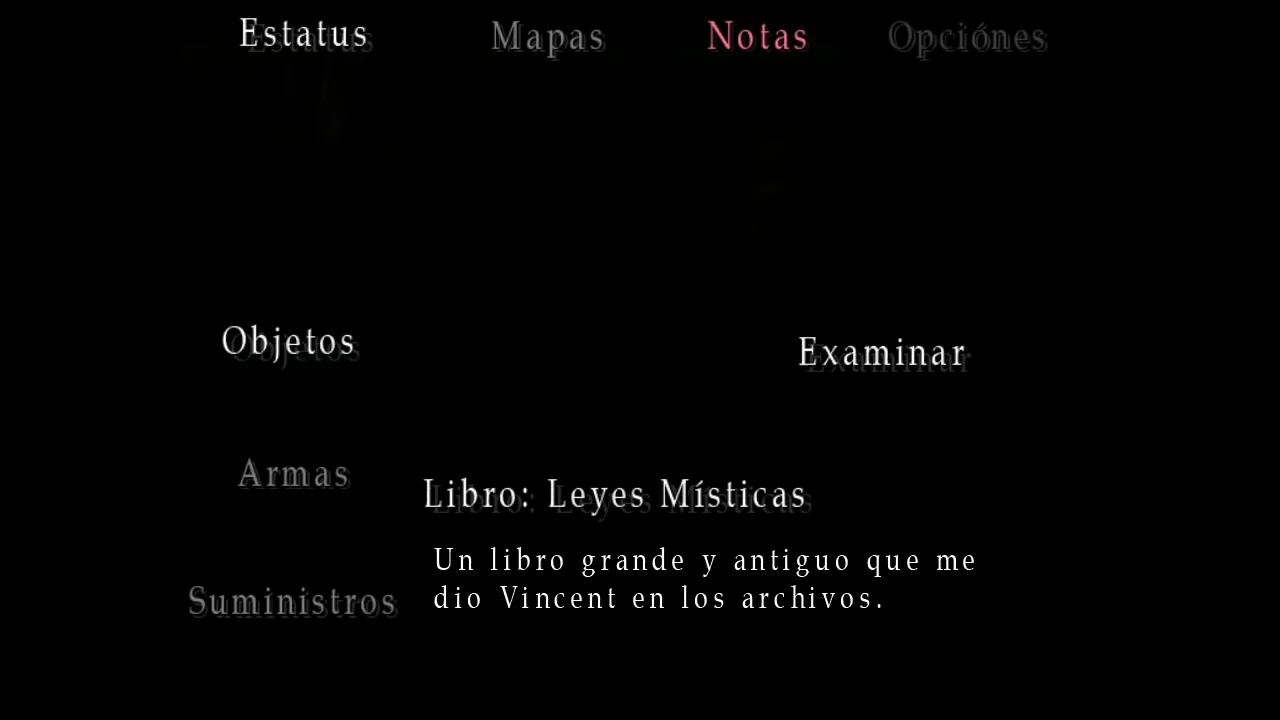 Estatus Mapas Notas Opciónes
Objetos
Examinar
Armas
Libro: Leyes Místicas
Un libro grande y antiguo que me
dio Vincent en los archivos.
Suministros